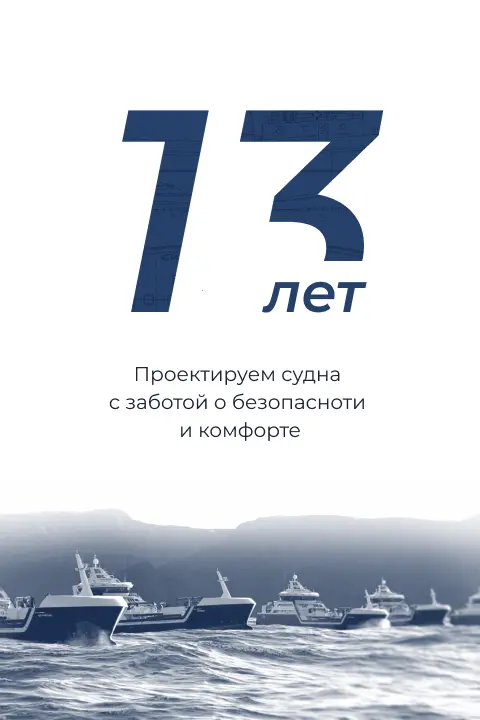 13
лет
Проектируем судна
с заботой о безопасноти
и комфорте